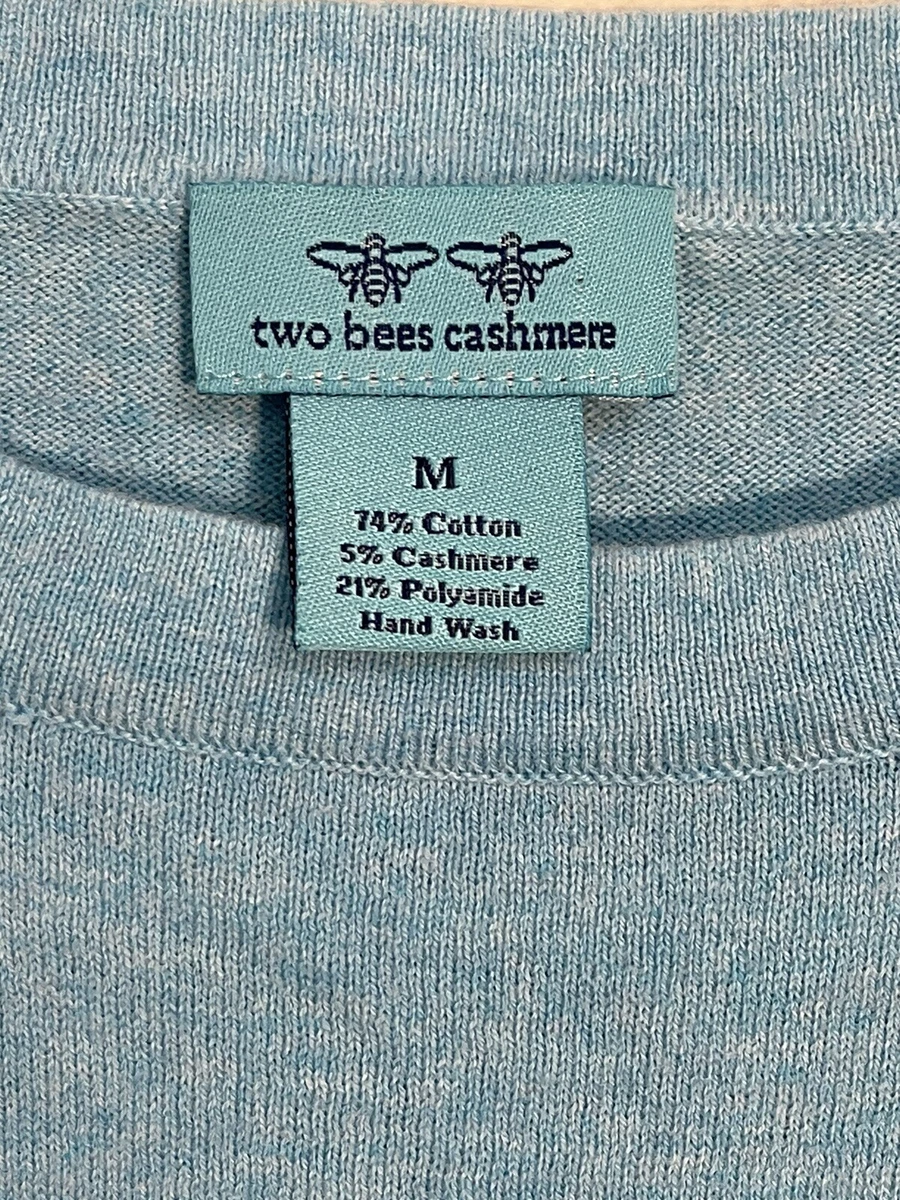 two bees cashmere
M
74% Cotton
5% Cashmere
21% Polyamide
Hand Wash